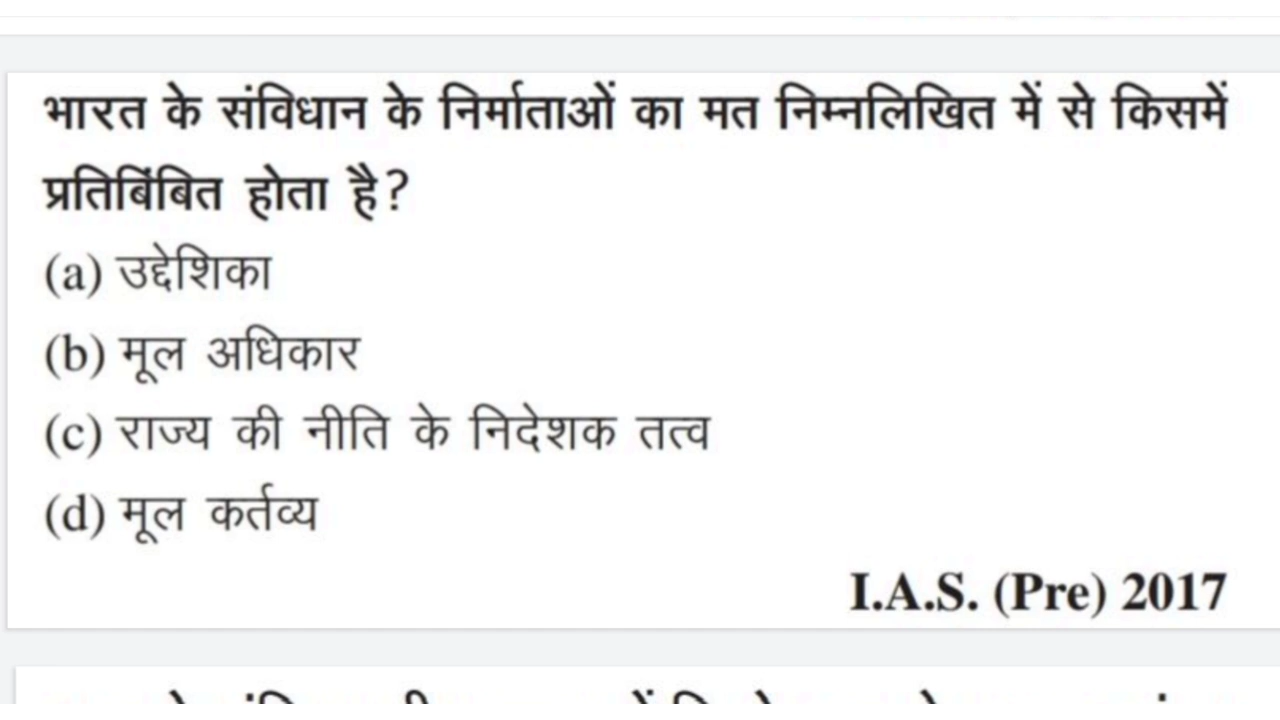 भारत के संविधान के निर्माताओं का मत निम्नलिखित में से किसमें
प्रतिबिंबित होता है?
(a) उद्देशिका
(b) मूल अधिकार
(c) राज्य की नीति के निदेशक तत्व
(d) मूल कर्तव्य
I.A.S. (Pre) 2017